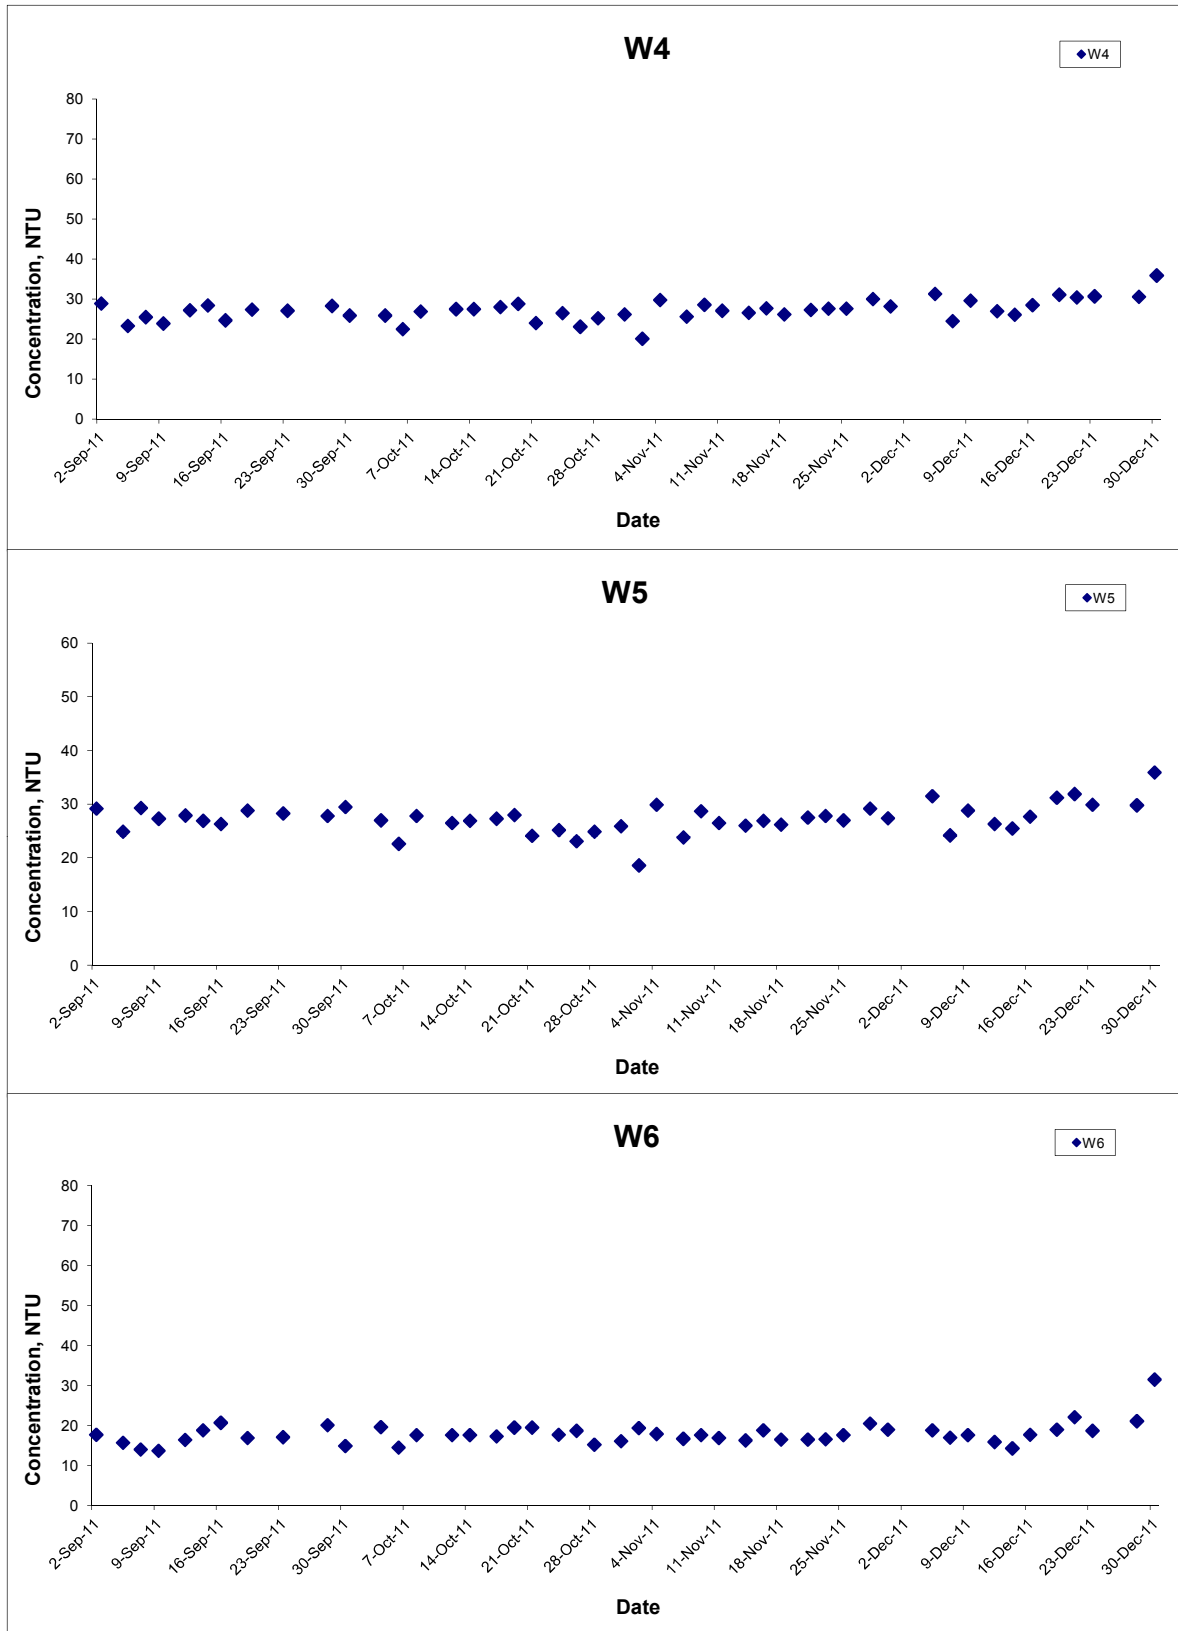 W4
W4
80
70
60
50
40
30
20
10
0
Concentration, NTU
2-Sep-11
9-Sep-11
16-Sep-11
23-Sep-11
30-Sep-11
7-Oct-11
14-Oct-11
21-Oct-11
28-Oct-11
4-Nov-11
11-Nov-11
18-Nov-11
25-Nov-11
2-Dec-11
9-Dec-11
16-Dec-11
23-Dec-11
30-Dec-11
Date
W5
W5
60
50
40
30
20
10
0
Concentration, NTU
2-Sep-11
9-Sep-11
16-Sep-11
23-Sep-11
30-Sep-11
7-Oct-11
14-Oct-11
21-Oct-11
28-Oct-11
4-Nov-11
11-Nov-11
18-Nov-11
25-Nov-11
2-Dec-11
9-Dec-11
16-Dec-11
23-Dec-11
30-Dec-11
Date
W6
W6
80
70
60
50
40
30
20
10
0
Concentration, NTU
2-Sep-11
9-Sep-11
16-Sep-11
23-Sep-11
30-Sep-11
7-Oct-11
14-Oct-11
21-Oct-11
28-Oct-11
4-Nov-11
11-Nov-11
18-Nov-11
25-Nov-11
2-Dec-11
9-Dec-11
16-Dec-11
23-Dec-11
30-Dec-11
Date